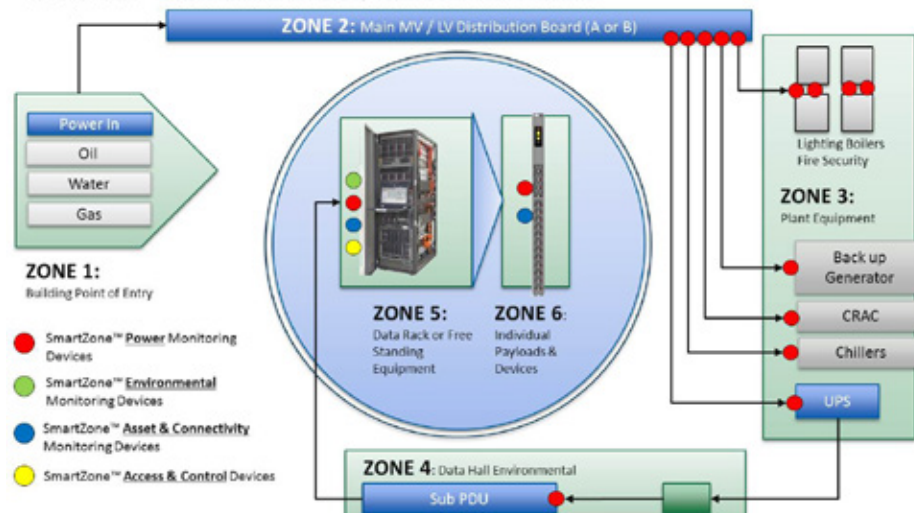 ZONE 2: Main MV / LV Distribution Board (A or B)
Power In
Oil
Water
Gas
ZONE 1:
Building Point of Entry
SmartZone™ Power Monitoring
Devices
SmartZone™ Environmental
Monitoring Devices
SmartZone™ Asset & Connectivity
Monitoring Devices
SmartZone™ Access & Control Devices
ZONE 5:
Data Rack or Free
Standing
Equipment
ZONE 6:
Individual
Payloads &
Devices
Lighting Boilers
Fire Security
ZONE 3:
Plant Equipment
Back up
Generator
CRAC
Chillers
UPS
ZONE 4: Data Hall Environmental
Sub PDU